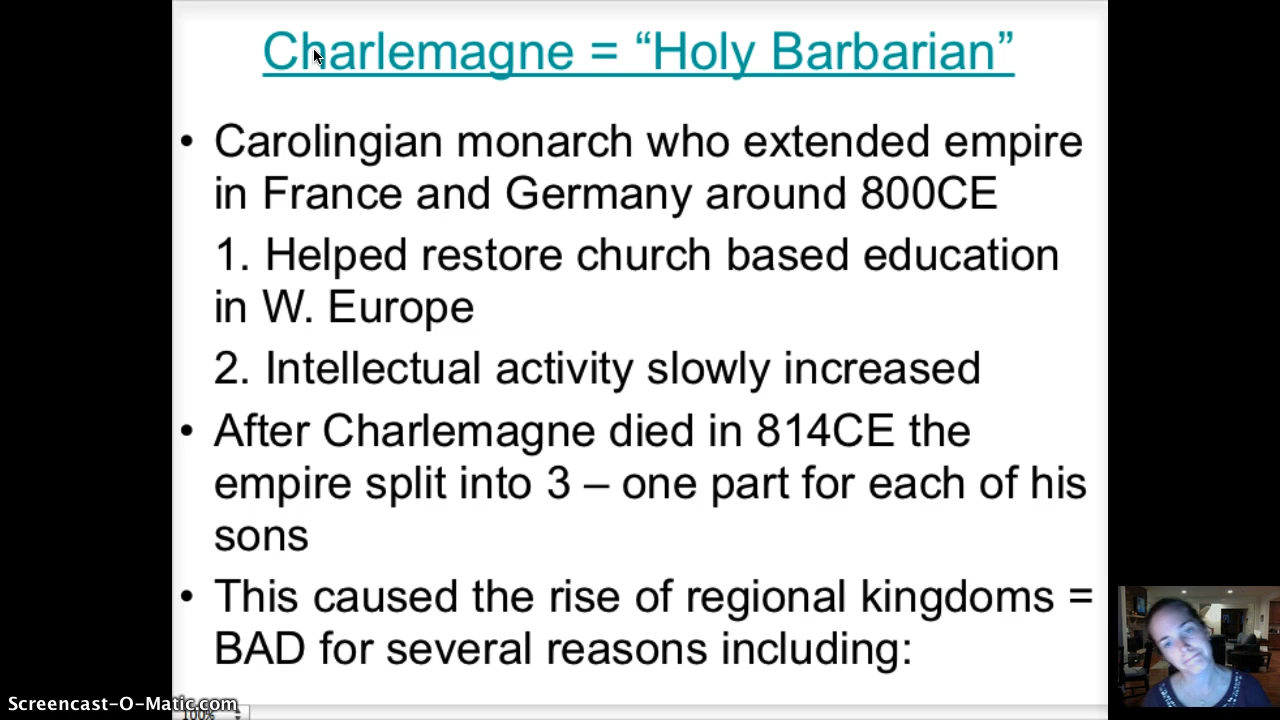 Charlemagne = “Holy Barbarian”
• Carolingian monarch who extended empire
in France and Germany around 800CE
1. Helped restore church based education
in W. Europe
2. Intellectual activity slowly increased
• After Charlemagne died in 814CE the
empire split into 3 – one part for each of his
sons
• This caused the rise of regional kingdoms =
BAD for several reasons including:
Screencast-O-Matic.com
100%